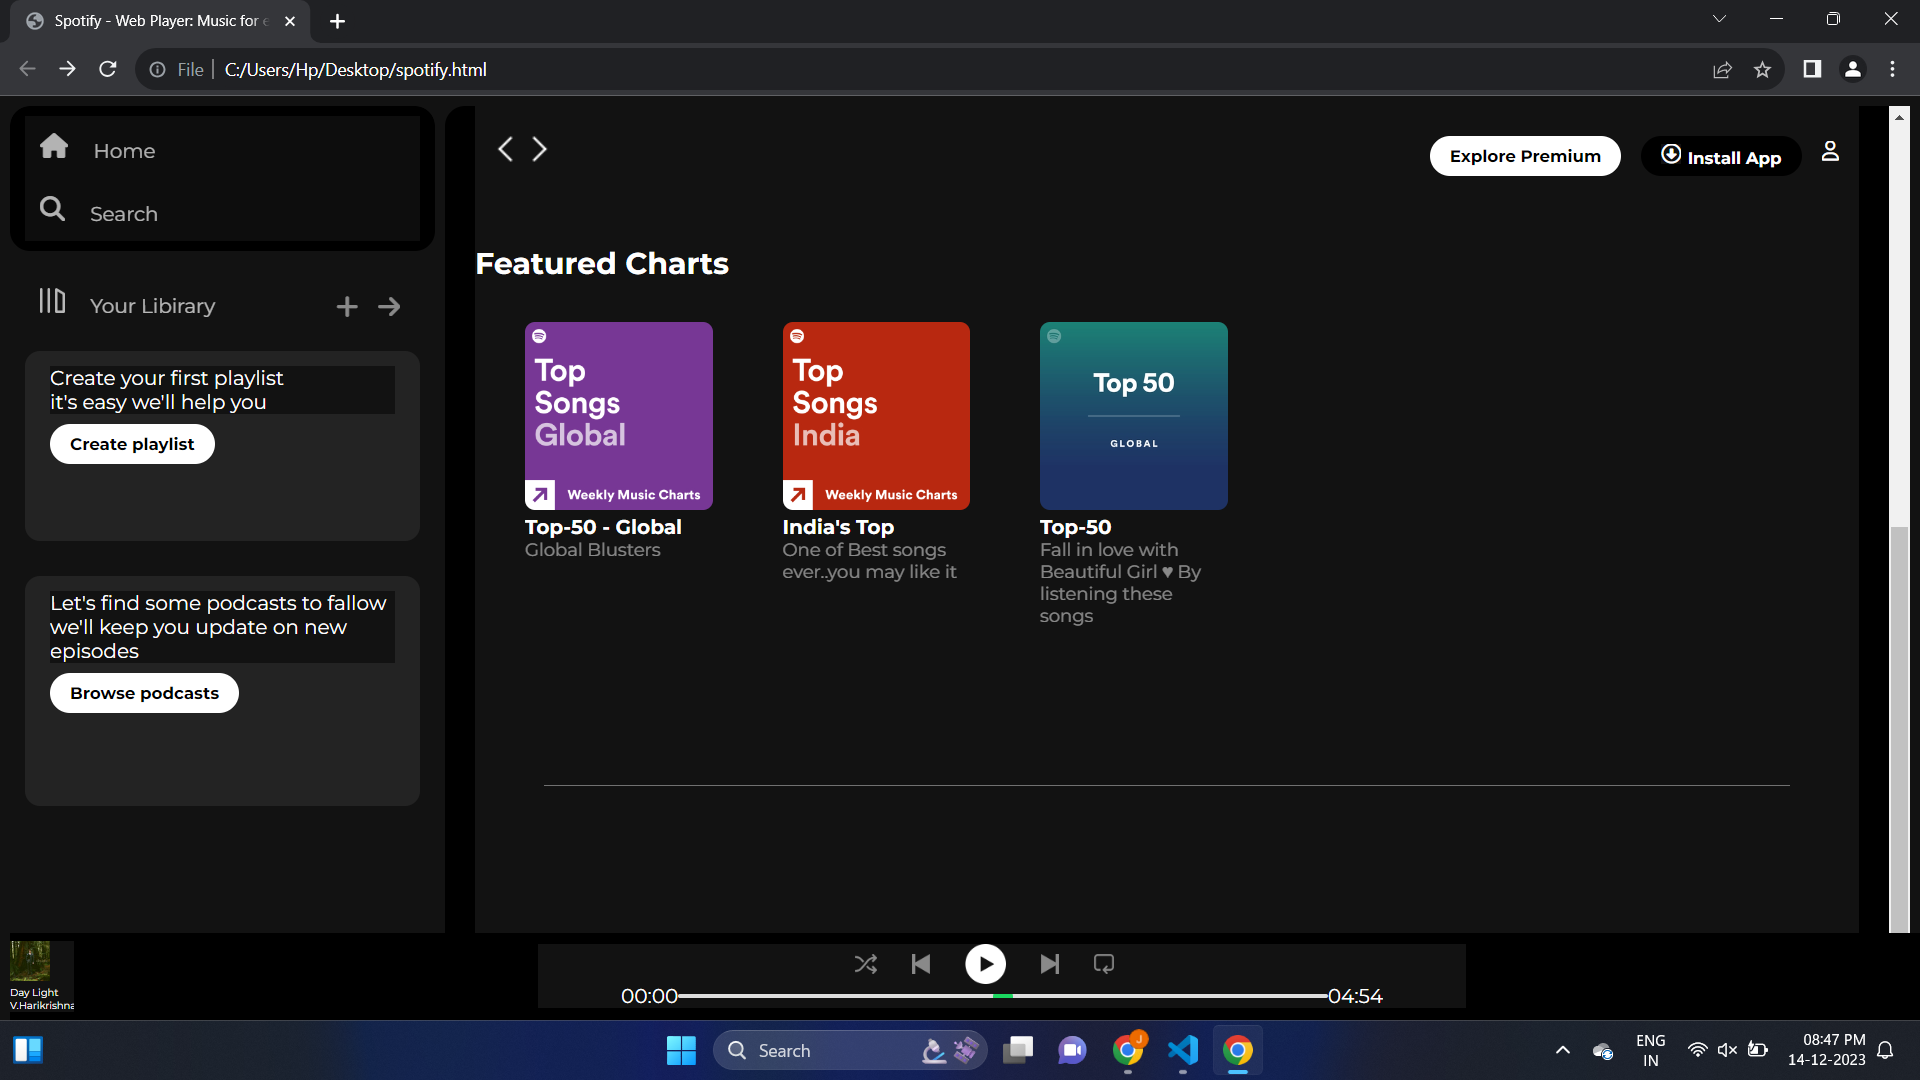 Spotify - Web Player: Music for e
File
C:/Users/Hp/Desktop/spotify.html
Home
Search
Your Libirary
Create your first playlist
it's easy we'll help you
Create playlist
Let's find some podcasts to fallow
we'll keep you update on new
episodes
Browse podcasts
Explore Premium
Install App
Featured Charts
Top
Songs
Global
Weekly Music Charts
Top-50 - Global
Global Blusters
Top
Songs
India
Weekly Music Charts
India's Top
One of Best songs
ever..you may like it
Top 50
GLOBAL
Top-50
Fall in love with
Beautiful Girl ♥ By
listening these
songs
Day Light
V.Harikrishna
00:00
04:54
Search
J
ENG
IN
08:47 PM
14-12-2023